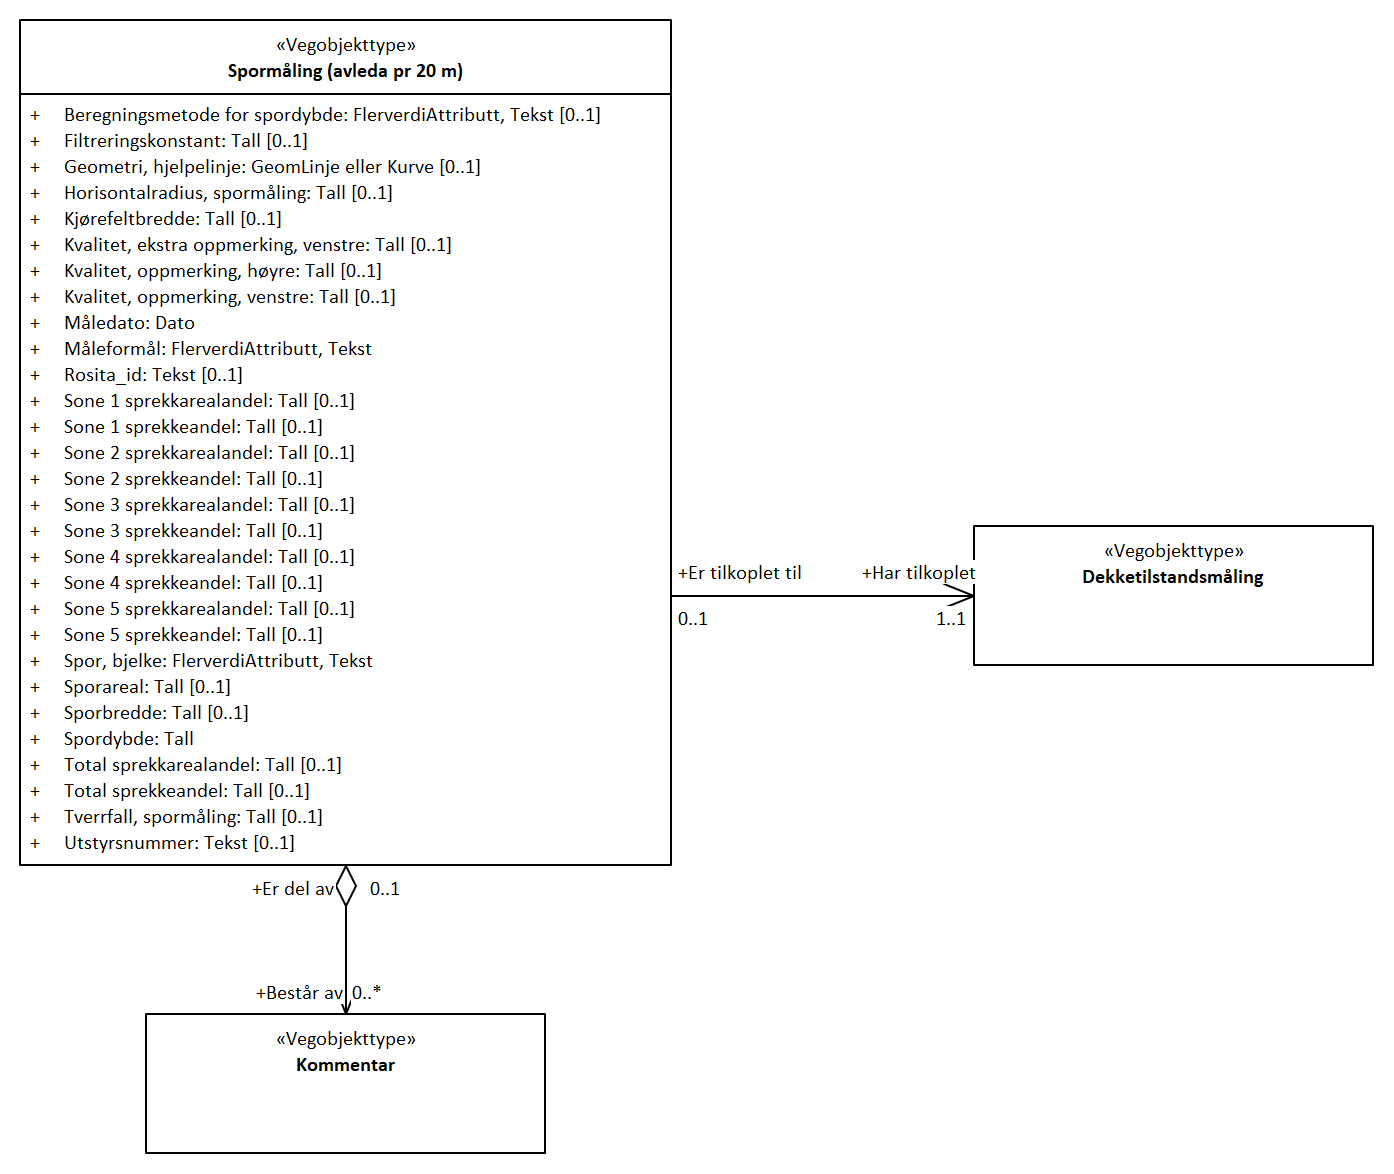 «Vegobjekttype»
Spormåling (avleda pr 20 m)
+ Beregningsmetode for spordybde: FlerverdiAttributt, Tekst [0..1]
+ Filtreringskonstant: Tall [0..1]
+ Geometri, hjelpelinje: GeomLinje eller Kurve [0..1]
+ Horisontalradius, spormåling: Tall [0..1]
+ Kjørefeltbredde: Tall [0..1]
+ Kvalitet, ekstra oppmerking, venstre: Tall [0..1]
+ Kvalitet, oppmerking, høyre: Tall [0..1]
+ Kvalitet, oppmerking, venstre: Tall [0..1]
+ Måledato: Dato
+ Måleformål: FlerverdiAttributt, Tekst
+ Rosita_id: Tekst [0..1]
+ Sone 1 sprekkarealandel: Tall [0..1]
+ Sone 1 sprekkeandel: Tall [0..1]
+ Sone 2 sprekkarealandel: Tall [0..1]
+ Sone 2 sprekkeandel: Tall [0..1]
+ Sone 3 sprekkarealandel: Tall [0..1]
+ Sone 3 sprekkeandel: Tall [0..1]
+ Sone 4 sprekkarealandel: Tall [0..1]
+ Sone 4 sprekkeandel: Tall [0..1]
+ Sone 5 sprekkarealandel: Tall [0..1]
+ Sone 5 sprekkeandel: Tall [0..1]
+ Spor, bjelke: FlerverdiAttributt, Tekst
+ Sporareal: Tall [0..1]
+ Sporbredde: Tall [0..1]
+ Spordybde: Tall
+ Total sprekkarealandel: Tall [0..1]
+ Total sprekkeandel: Tall [0..1]
+ Tverrfall, spormåling: Tall [0..1]
+ Utstyrsnummer: Tekst [0..1]
+Er tilkoplet til
+Har tilkoplet
0..1
1..1
«Vegobjekttype»
Dekketilstandsmåling
+Er del av
0..1
+Består av
0..*
«Vegobjekttype»
Kommentar